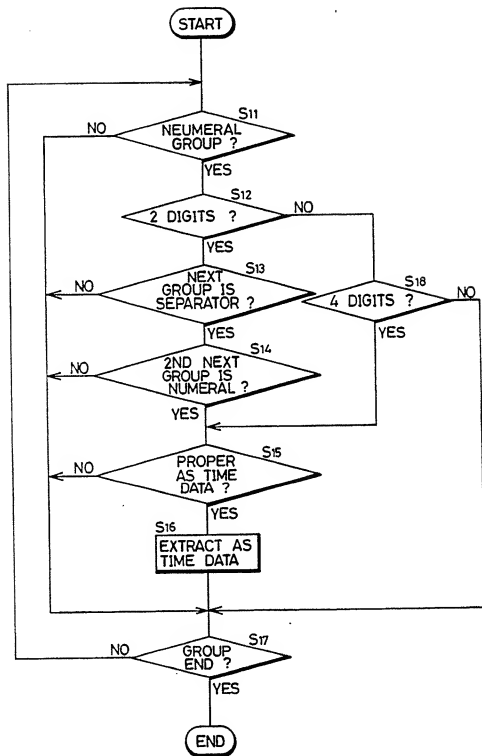 START
S11
NO
NEUMERAL
GROUP ?
YES
S12
2 DIGITS ?
NO
YES
S13
S18
NO
NEXT
GROUP IS
SEPARATOR ?
4 DIGITS ?
NO
YES
YES
S14
NO
2ND NEXT
GROUP IS
NUMERAL ?
YES
S15
NO
PROPER
AS TIME
DATA ?
YES
S16
EXTRACT AS
TIME DATA
S17
NO
GROUP
END ?
YES
END